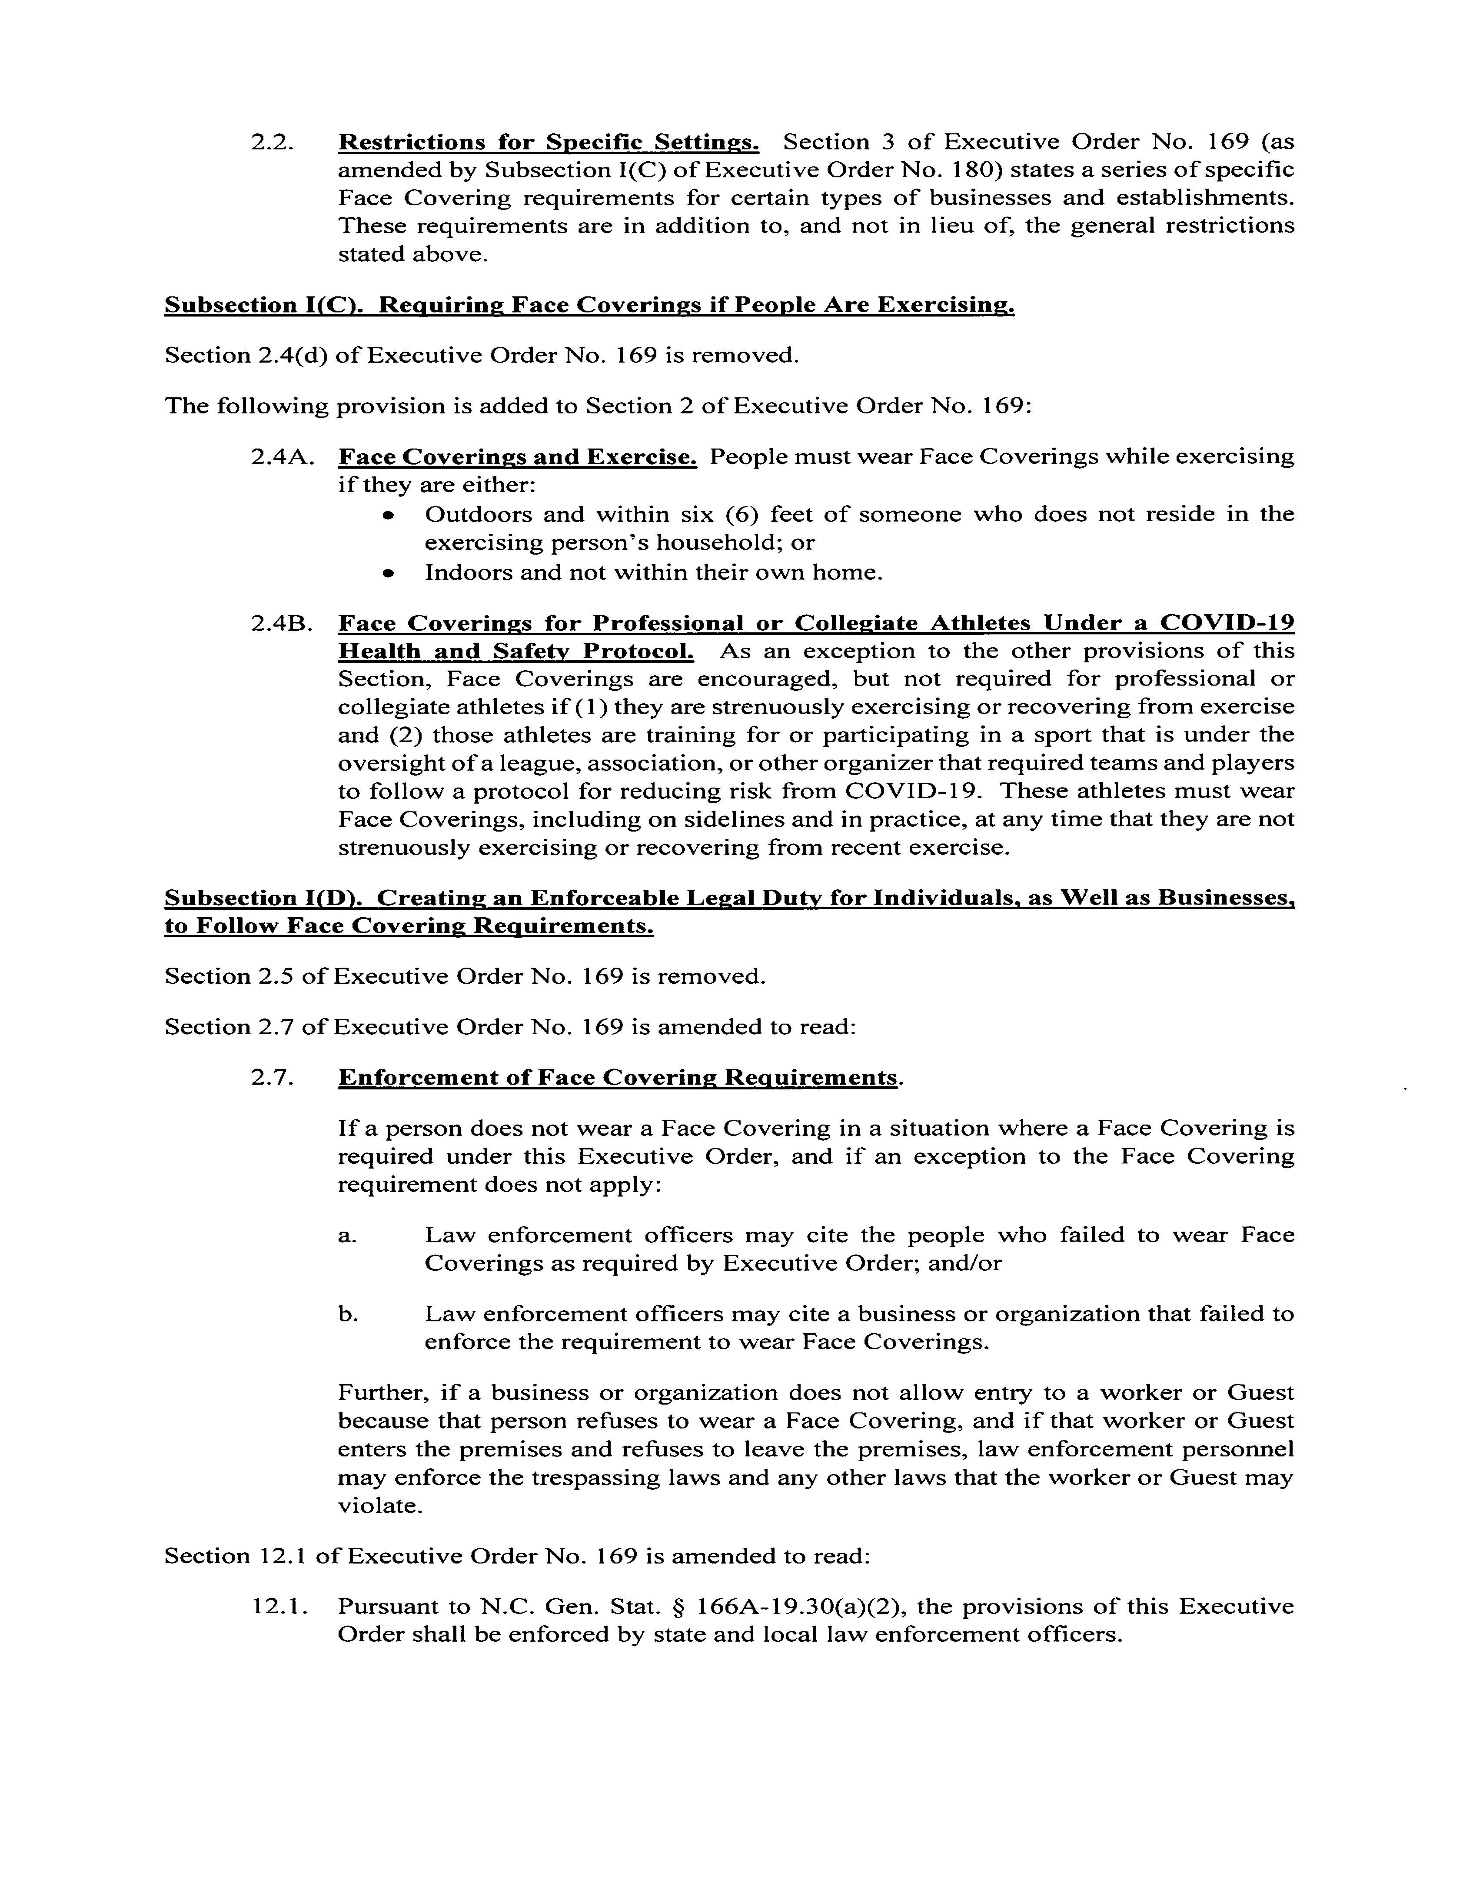 2.2. Restrictions for Specific Settings. Section 3 of Executive Order No. 169 (as
amended by Subsection I(C) of Executive Order No. 180) states a series of specific
Face Covering requirements for certain types of businesses and establishments.
These requirements are in addition to, and not in lieu of, the general restrictions
stated above.
Subsection I(C). Requiring Face Coverings if People Are Exercising.
Section 2.4(d) of Executive Order No. 169 is removed.
The following provision is added to Section 2 of Executive Order No. 169:
2.4A. Face Coverings and Exercise. People must wear Face Coverings while exercising
if they are either:
• Outdoors and within six (6) feet of someone who does not reside in the
exercising person's household; or
• Indoors and not within their own home.
2.4B. Face Coverings for Professional or Collegiate Athletes Under a COVID-19
Health and Safety Protocol. As an exception to the other provisions of this
Section, Face Coverings are encouraged, but not required for professional or
collegiate athletes if (1) they are strenuously exercising or recovering from exercise
and (2) those athletes are training for or participating in a sport that is under the
oversight of a league, association, or other organizer that required teams and players
to follow a protocol for reducing risk from COVID-19. These athletes must wear
Face Coverings, including on sidelines and in practice, at any time that they are not
strenuously exercising or recovering from recent exercise.
Subsection I(D). Creating an Enforceable Legal Duty for Individuals, as Well as Businesses,
to Follow Face Covering Requirements.
Section 2.5 of Executive Order No. 169 is removed.
Section 2.7 of Executive Order No. 169 is amended to read:
2.7. Enforcement of Face Covering Requirements.
If a person does not wear a Face Covering in a situation where a Face Covering is
required under this Executive Order, and if an exception to the Face Covering
requirement does not apply:
a. Law enforcement officers may cite the people who failed to wear Face
Coverings as required by Executive Order; and/or
b. Law enforcement officers may cite a business or organization that failed to
enforce the requirement to wear Face Coverings.
Further, if a business or organization does not allow entry to a worker or Guest
because that person refuses to wear a Face Covering, and if that worker or Guest
enters the premises and refuses to leave the premises, law enforcement personnel
may enforce the trespassing laws and any other laws that the worker or Guest may
violate.
Section 12.1 of Executive Order No. 169 is amended to read:
12.1. Pursuant to N.C. Gen. Stat. § 166A-19.30(a)(2), the provisions of this Executive
Order shall be enforced by state and local law enforcement officers.